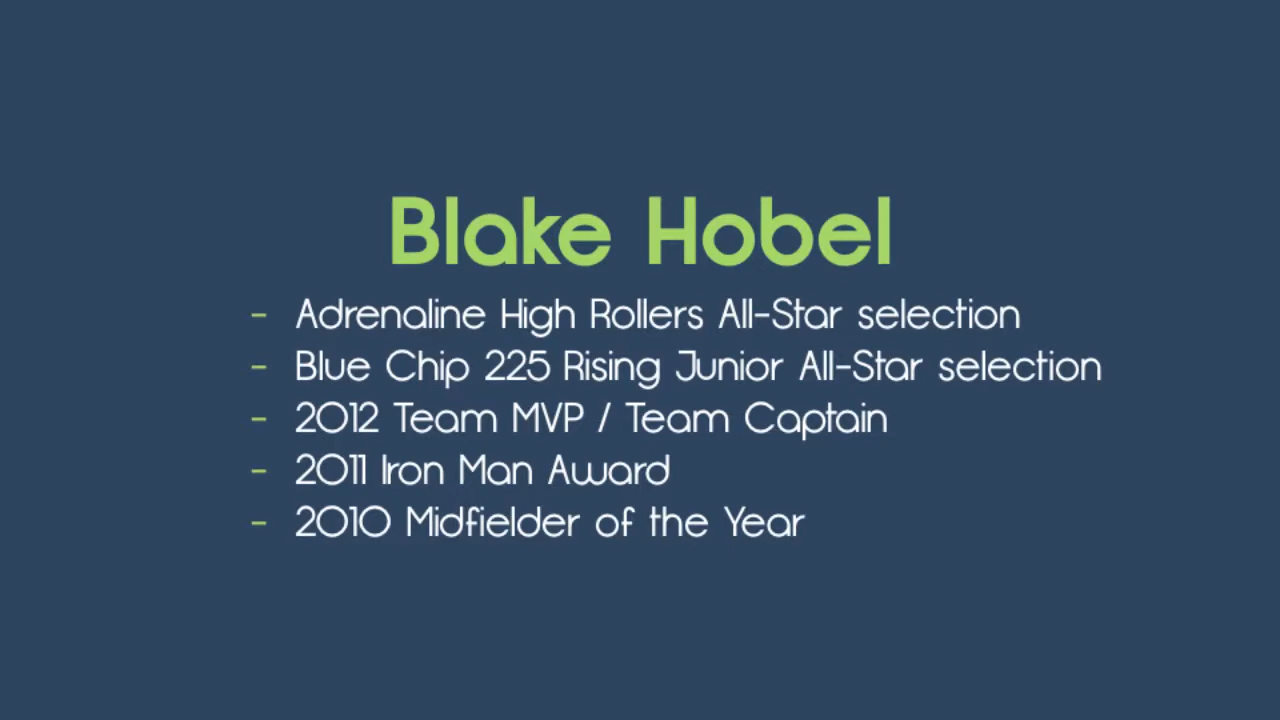 Blake Hobel
- Adrenaline High Rollers All-Star selection
- Blue Chip 225 Rising Junior All-Star selection
- 2012 Team MVP / Team Captain
- 2011 Iron Man Award
- 2010 Midfielder of the Year